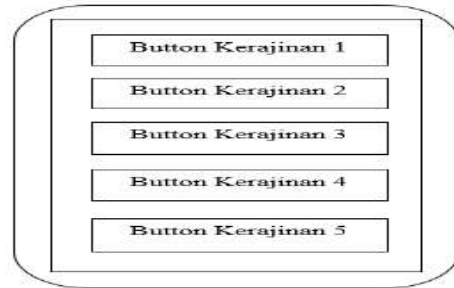 Button Kerajinan 1
Button Kerajinan 2
Button Kerajinan 3
Button Kerajinan 4
Button Kerajinan 5